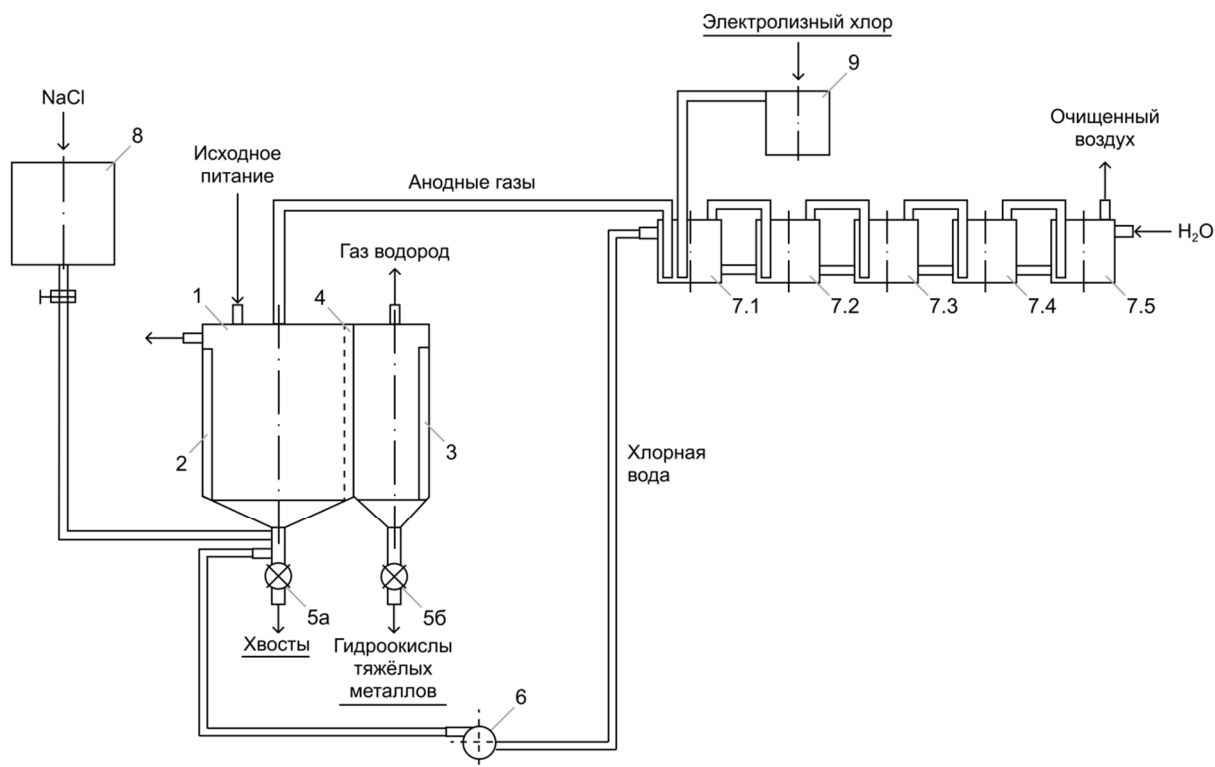 Электролизный хлор
9
NaCl
8
Исходное
питание
Анодные газы
Очищенный
воздух
H₂O
Газ водород
1
4
7.1
7.2
7.3
7.4
7.5
2
3
Хлорная
вода
5а
5б
Хвосты
Гидроокислы
тяжёлых
металлов
6